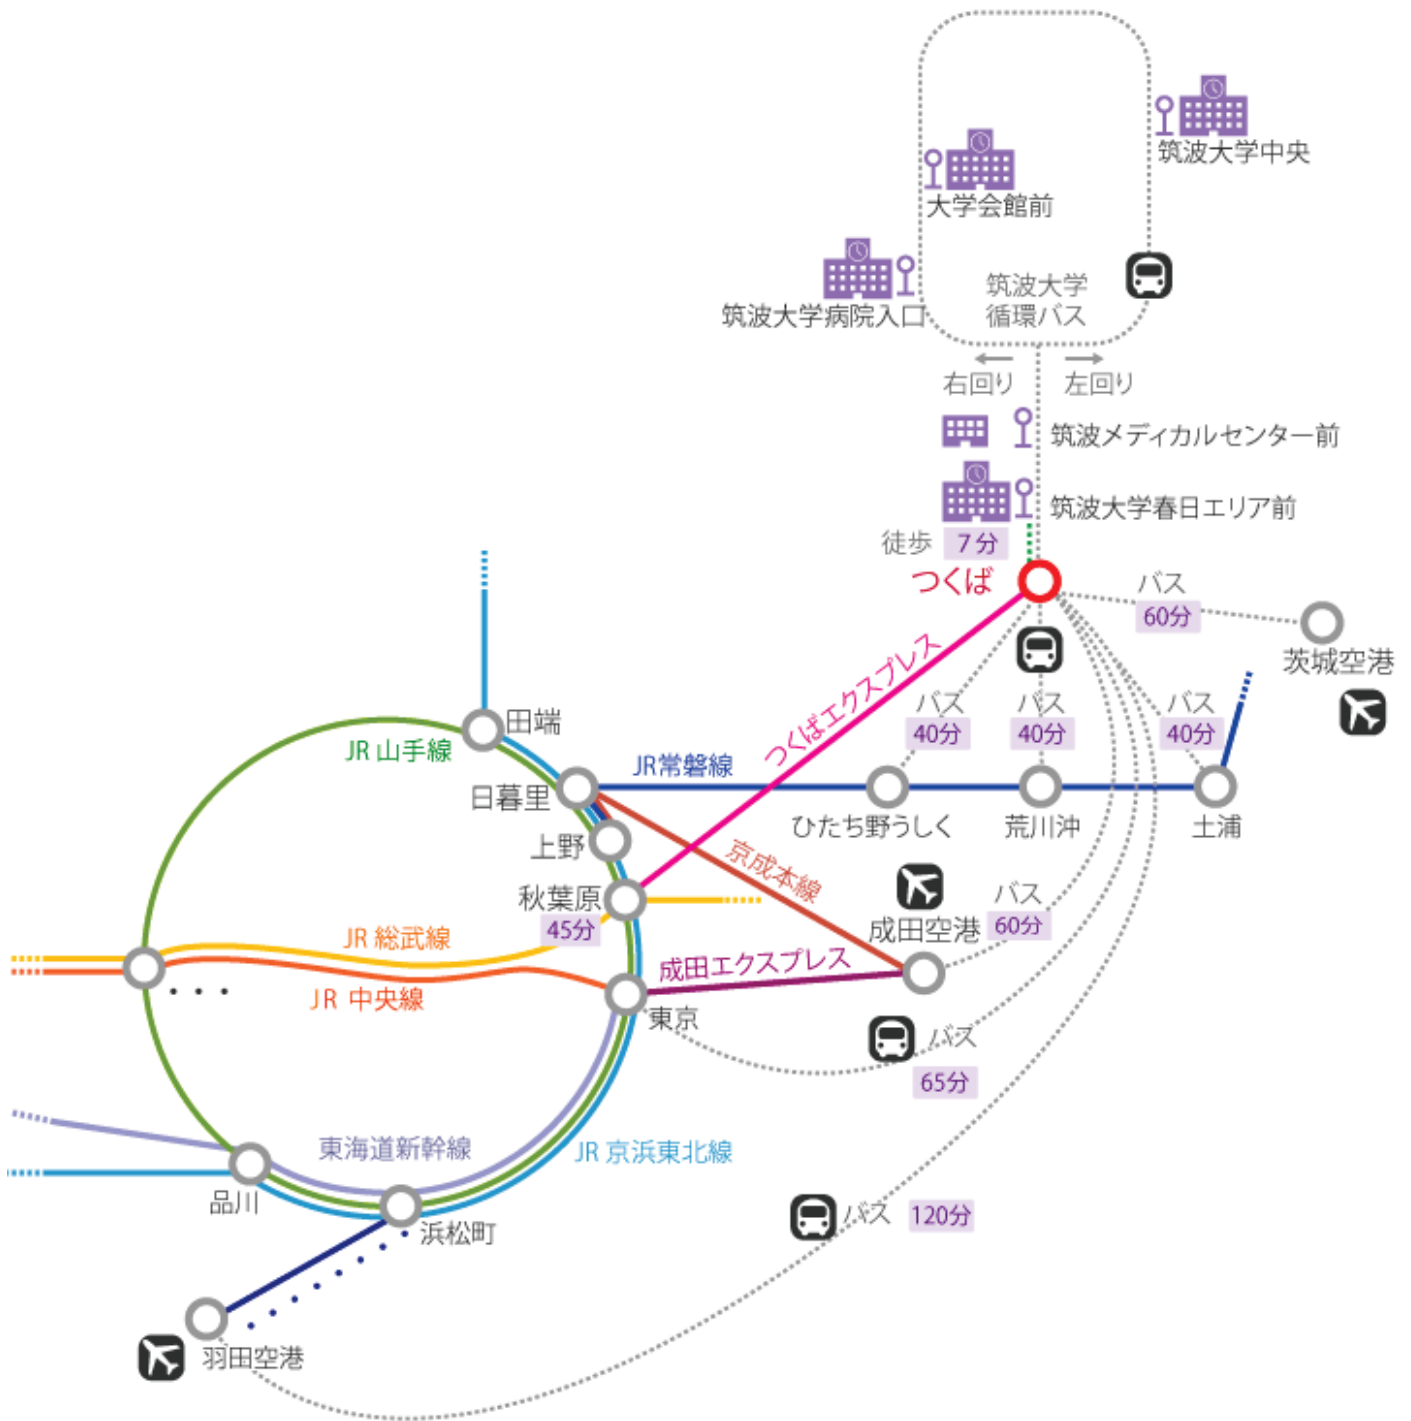 筑波大学中央
大学会館前
筑波大学病院入口
筑波大学
循環バス
右回り
左回り
筑波メディカルセンター前
筑波大学春日エリア前
徒歩
7分
つくば
バス
60分
茨城空港
つくばエクスプレス
バス
40分
バス
40分
バス
40分
田端
JR 山手線
日暮里
JR常磐線
ひたち野うしく
荒川沖
土浦
上野
京成本線
秋葉原
45分
成田空港
バス
60分
JR 総武線
成田エクスプレス
JR 中央線
・・・
東京
バス
65分
東海道新幹線
JR 京浜東北線
品川
浜松町
バス
120分
羽田空港